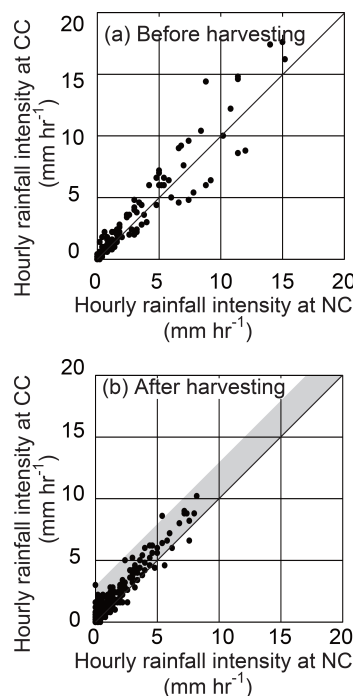 (a) Before harvesting
20
15
10
5
0
Hourly rainfall intensity at CC
(mm hr-1)
0 5 10 15 20
Hourly rainfall intensity at NC
(mm hr-1)
(b) After harvesting
20
15
10
5
0
Hourly rainfall intensity at CC
(mm hr-1)
0 5 10 15 20
Hourly rainfall intensity at NC
(mm hr-1)